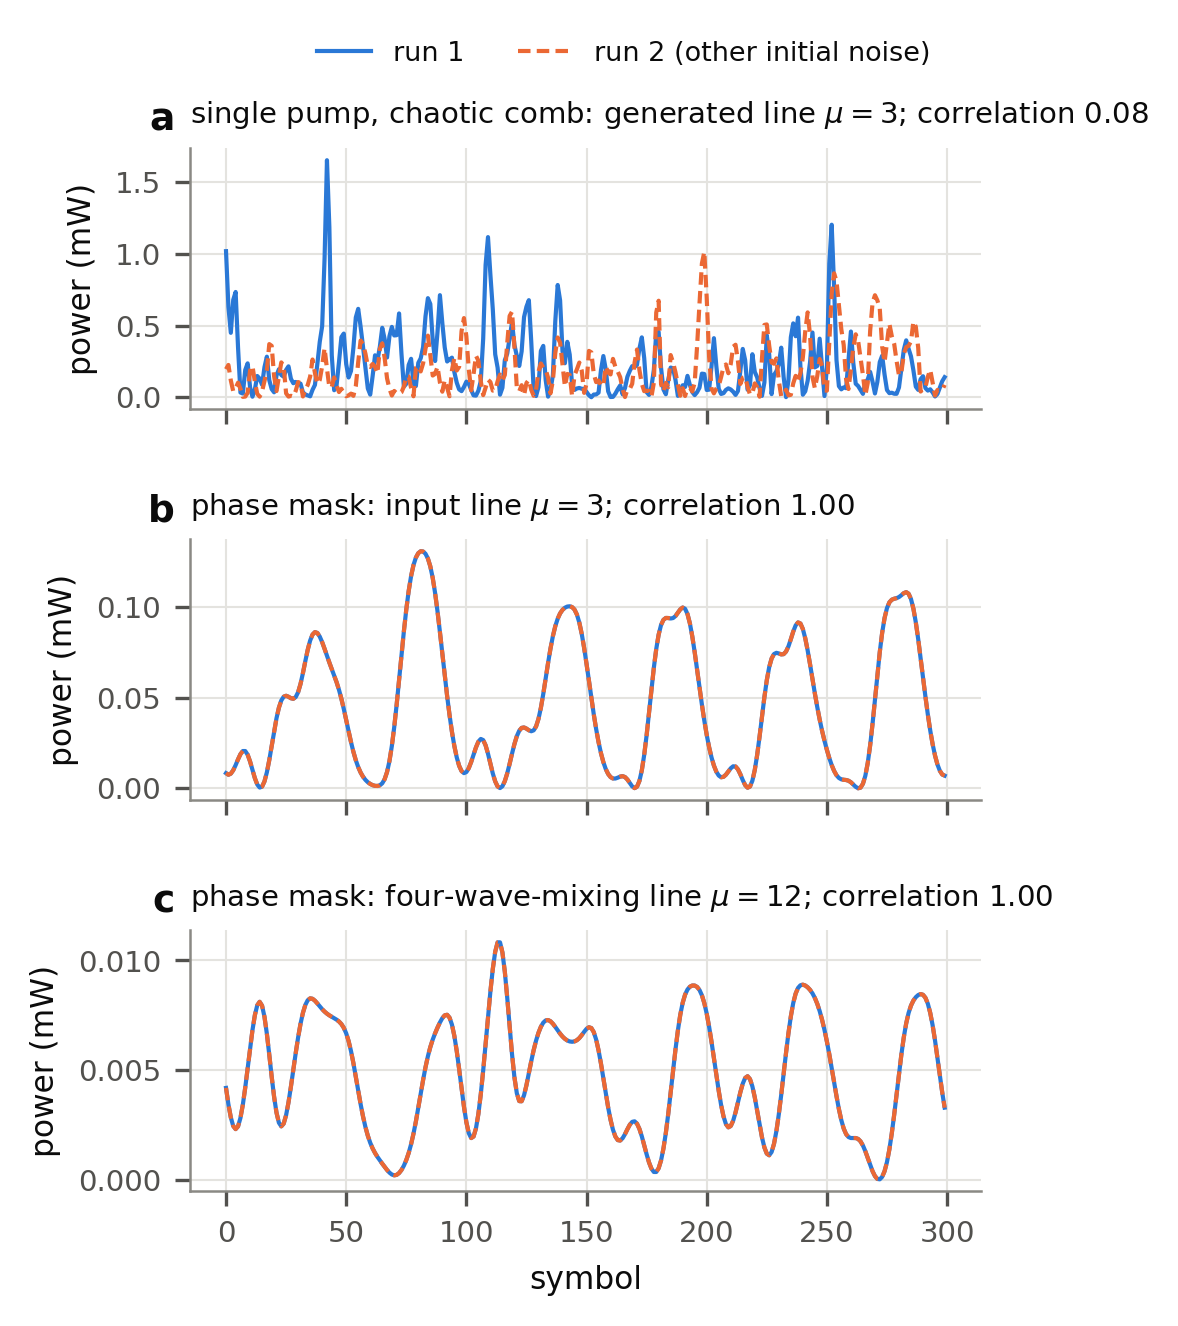 run 1 run 2 (other initial noise)
a single pump, chaotic comb: generated line μ = 3; correlation 0.08
power (mW)
1.5
1.0
0.5
0.0
b phase mask: input line μ = 3; correlation 1.00
power (mW)
0.10
0.05
0.00
c phase mask: four-wave-mixing line μ = 12; correlation 1.00
power (mW)
0.010
0.005
0.000
0 50 100 150 200 250 300
symbol